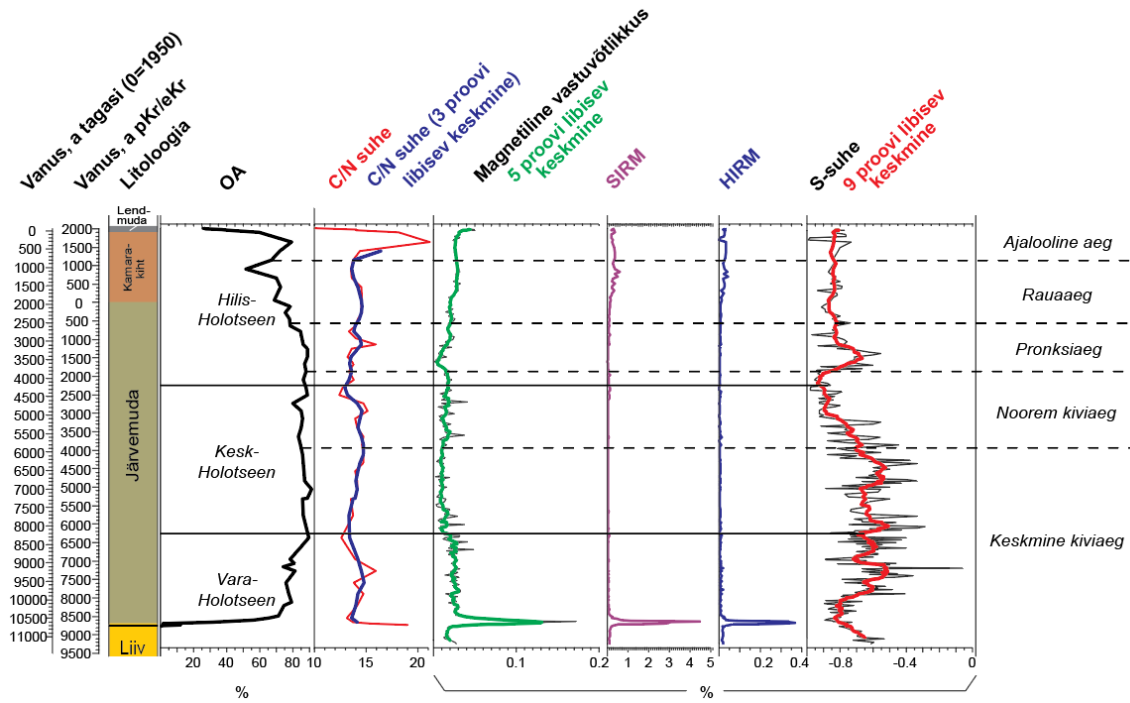 Vanus, a tagasi (0=1950)
Vanus, a pKr/eKr
Litoloogia
OA
C/N suhe
C/N suhe (3 proovi
libisev keskmine)
Magnetiline vastuvõtlikkus
5 proovi libisev
keskmine
SIRM
HIRM
S-suhe
9 proovi libisev
keskmine
0
500
1000
1500
2000
2500
3000
3500
4000
4500
5000
5500
6000
6500
7000
7500
8000
8500
9000
9500
10000
10500
11000
2000
1500
1000
500
0
500
1000
1500
2000
2500
3000
3500
4000
4500
5000
5500
6000
6500
7000
7500
8000
8500
9000
9500
Lend-
muda
Kamara-
kiht
Järvemuda
Liiv
Hilis-
Holotseen
Kesk-
Holotseen
Vara-
Holotseen
Ajalooline aeg
Rauaaeg
Pronksiaeg
Noorem kiviaeg
Keskmine kiviaeg
20 40 60 80 10 15 20 0.1 0.2 1 2 3 4 5 0.2 0.4 -0.8 -0.4 0
% % %